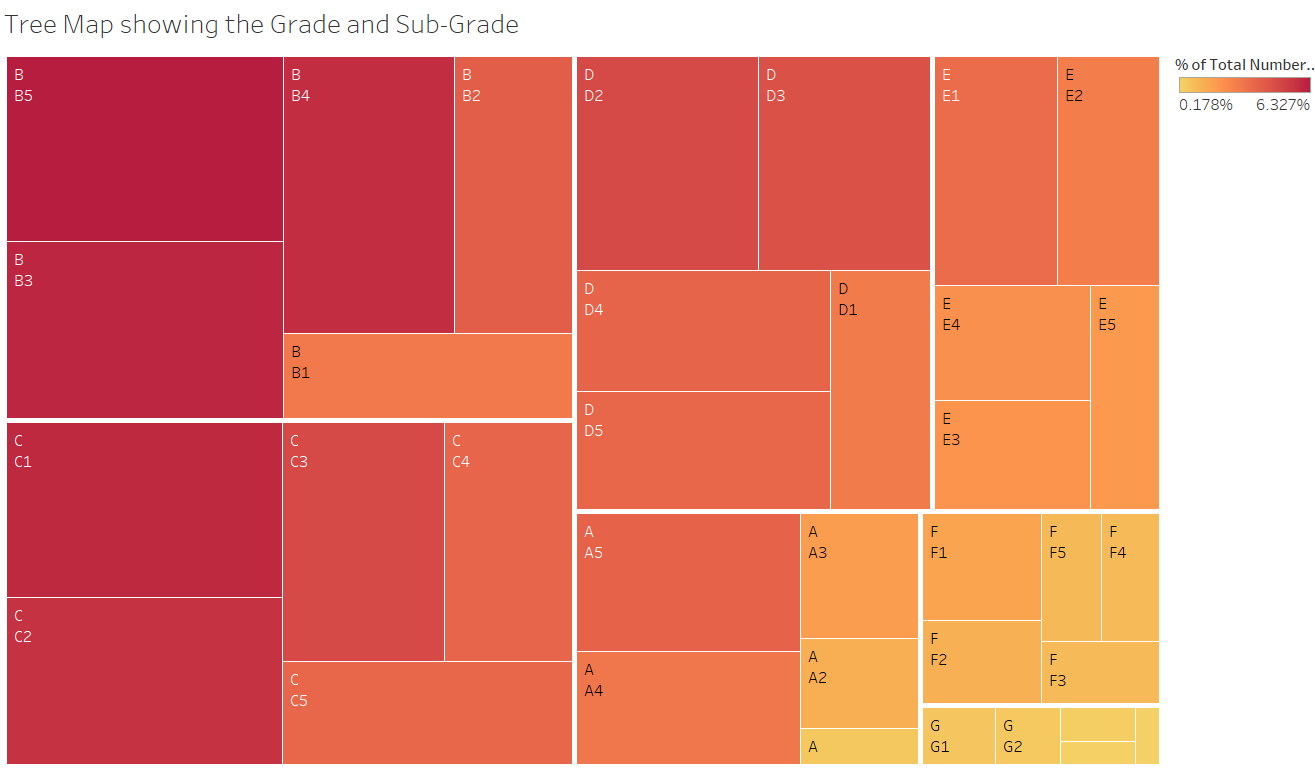 Tree Map showing the Grade and Sub-Grade
B
B5
B
B4
B
B2
B
B3
B
B1
C
C1
C
C3
C
C4
C
C2
C
C5
D
D2
D
D3
D
D4
D
D1
D
D5
E
E1
E
E2
E
E4
E
E5
E
E3
A
A5
A
A3
A
A4
A
A2
A
F
F1
F
F5
F
F4
F
F2
F
F3
G
G1
G
G2
% of Total Number..
0.178% 6.327%